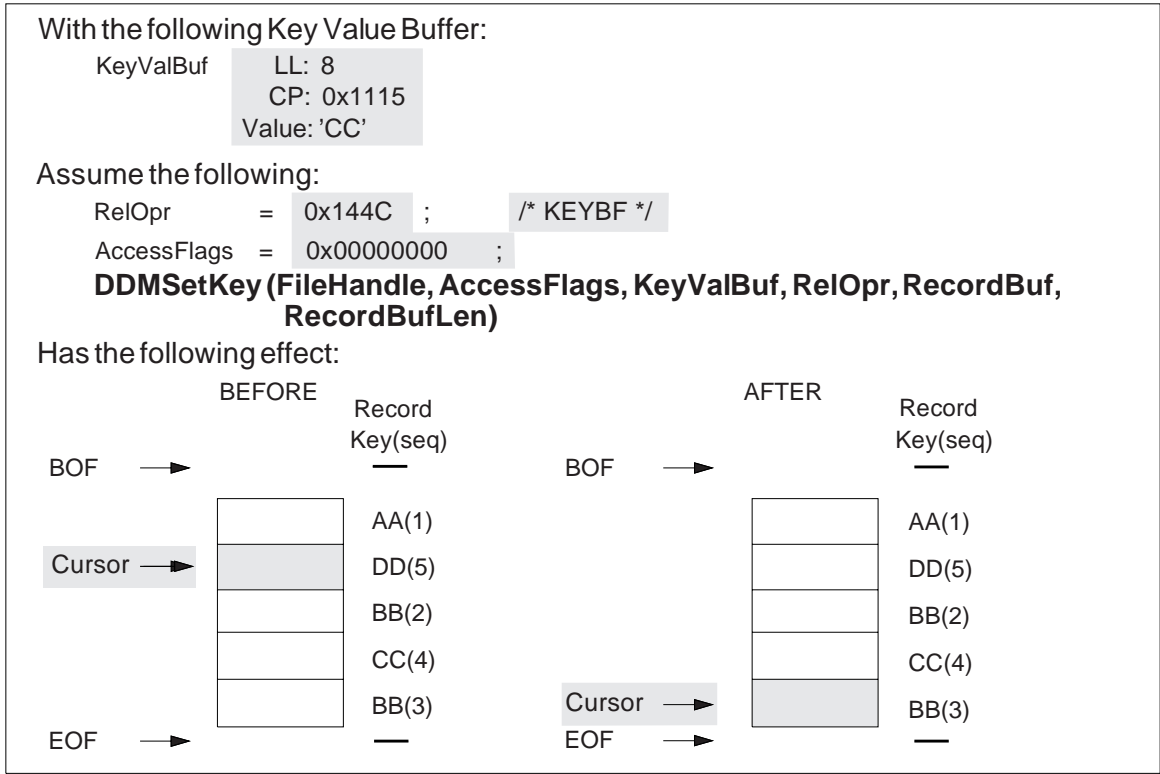 With the following Key Value Buffer:
KeyValBuf LL: 8
CP: 0x1115
Value: 'CC'
Assume the following:
RelOpr = 0x144C ; /* KEYBF */
AccessFlags = 0x00000000 ;
DDMSetKey (FileHandle, AccessFlags, KeyValBuf, RelOpr, RecordBuf,
RecordBufLen)
Has the following effect:
BEFORE
Record
Key(seq)
BOF
AA(1)
Cursor DD(5)
BB(2)
CC(4)
BB(3)
EOF
AFTER
Record
Key(seq)
BOF
AA(1)
DD(5)
BB(2)
CC(4)
Cursor BB(3)
EOF